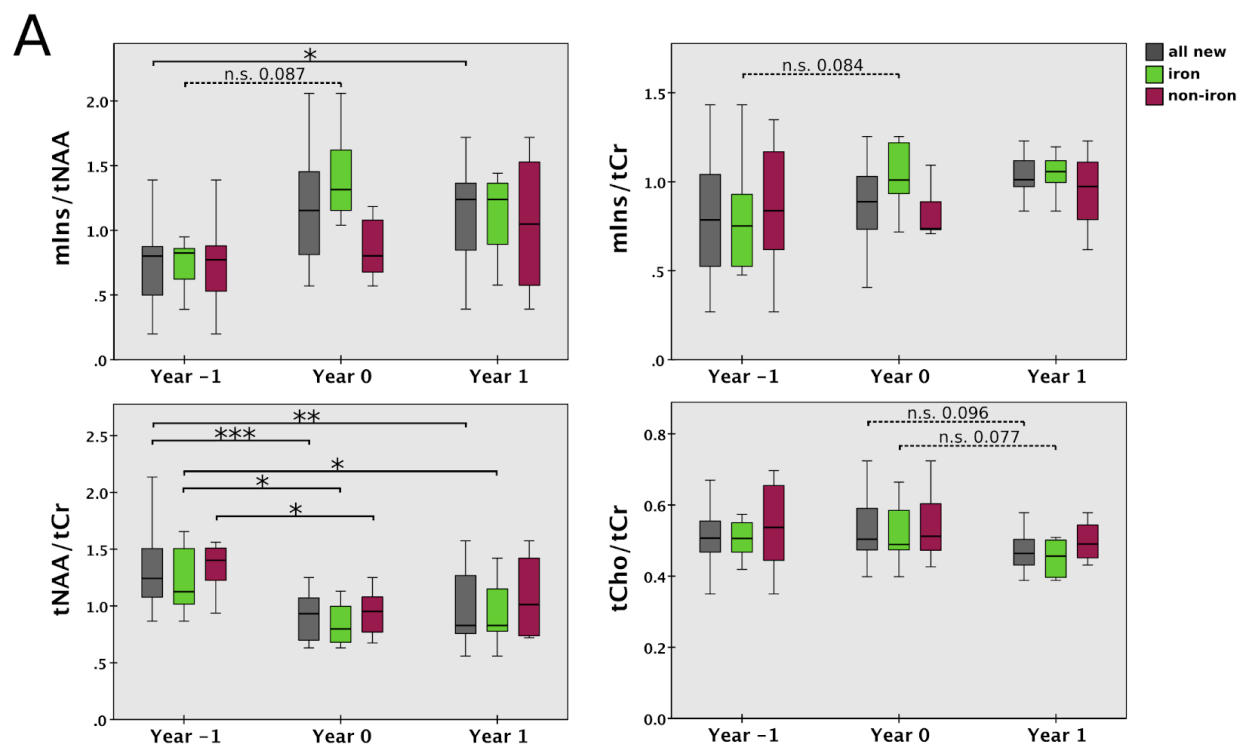 A
all new
iron
non-iron
mIns/tNAA
2.0
1.5
1.0
.5
.0
*
n.s. 0.087
Year -1
Year 0
Year 1
mIns/tCr
1.5
1.0
.5
.0
n.s. 0.084
Year -1
Year 0
Year 1
tNAA/tCr
2.5
2.0
1.5
1.0
.5
.0
**
***
*
*
*
Year -1
Year 0
Year 1
tCho/tCr
0.8
0.6
0.4
0.2
0.0
n.s. 0.096
n.s. 0.077
Year -1
Year 0
Year 1